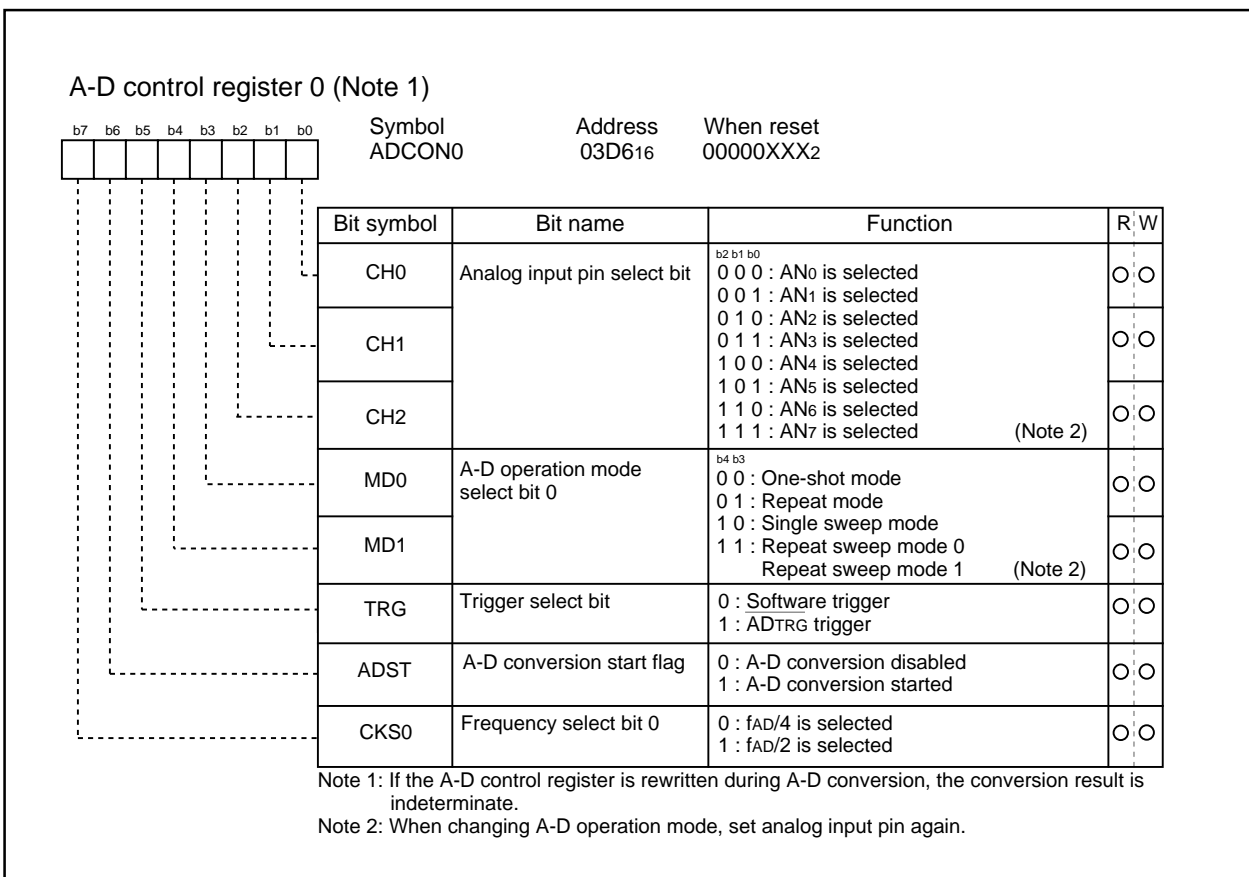 A-D control register 0 (Note 1)
b7 b6 b5 b4 b3 b2 b1 b0
Symbol Address When reset
ADCON0 03D616 00000XXX2
Bit symbol Bit name Function R W
CH0 Analog input pin select bit
b2 b1 b0
0 0 0 : AN0 is selected
0 0 1 : AN1 is selected
0 1 0 : AN2 is selected
CH1
0 1 1 : AN3 is selected
1 0 0 : AN4 is selected
1 0 1 : AN5 is selected
CH2
1 1 0 : AN6 is selected
1 1 1 : AN7 is selected (Note 2)
MD0 A-D operation mode
select bit 0
b4 b3
0 0 : One-shot mode
0 1 : Repeat mode
1 0 : Single sweep mode
MD1
1 1 : Repeat sweep mode 0
Repeat sweep mode 1 (Note 2)
TRG Trigger select bit
0 : Software trigger
1 : ADTRG trigger
ADST A-D conversion start flag
0 : A-D conversion disabled
1 : A-D conversion started
CKS0 Frequency select bit 0
0 : fAD/4 is selected
1 : fAD/2 is selected
Note 1: If the A-D control register is rewritten during A-D conversion, the conversion result is
indeterminate.
Note 2: When changing A-D operation mode, set analog input pin again.